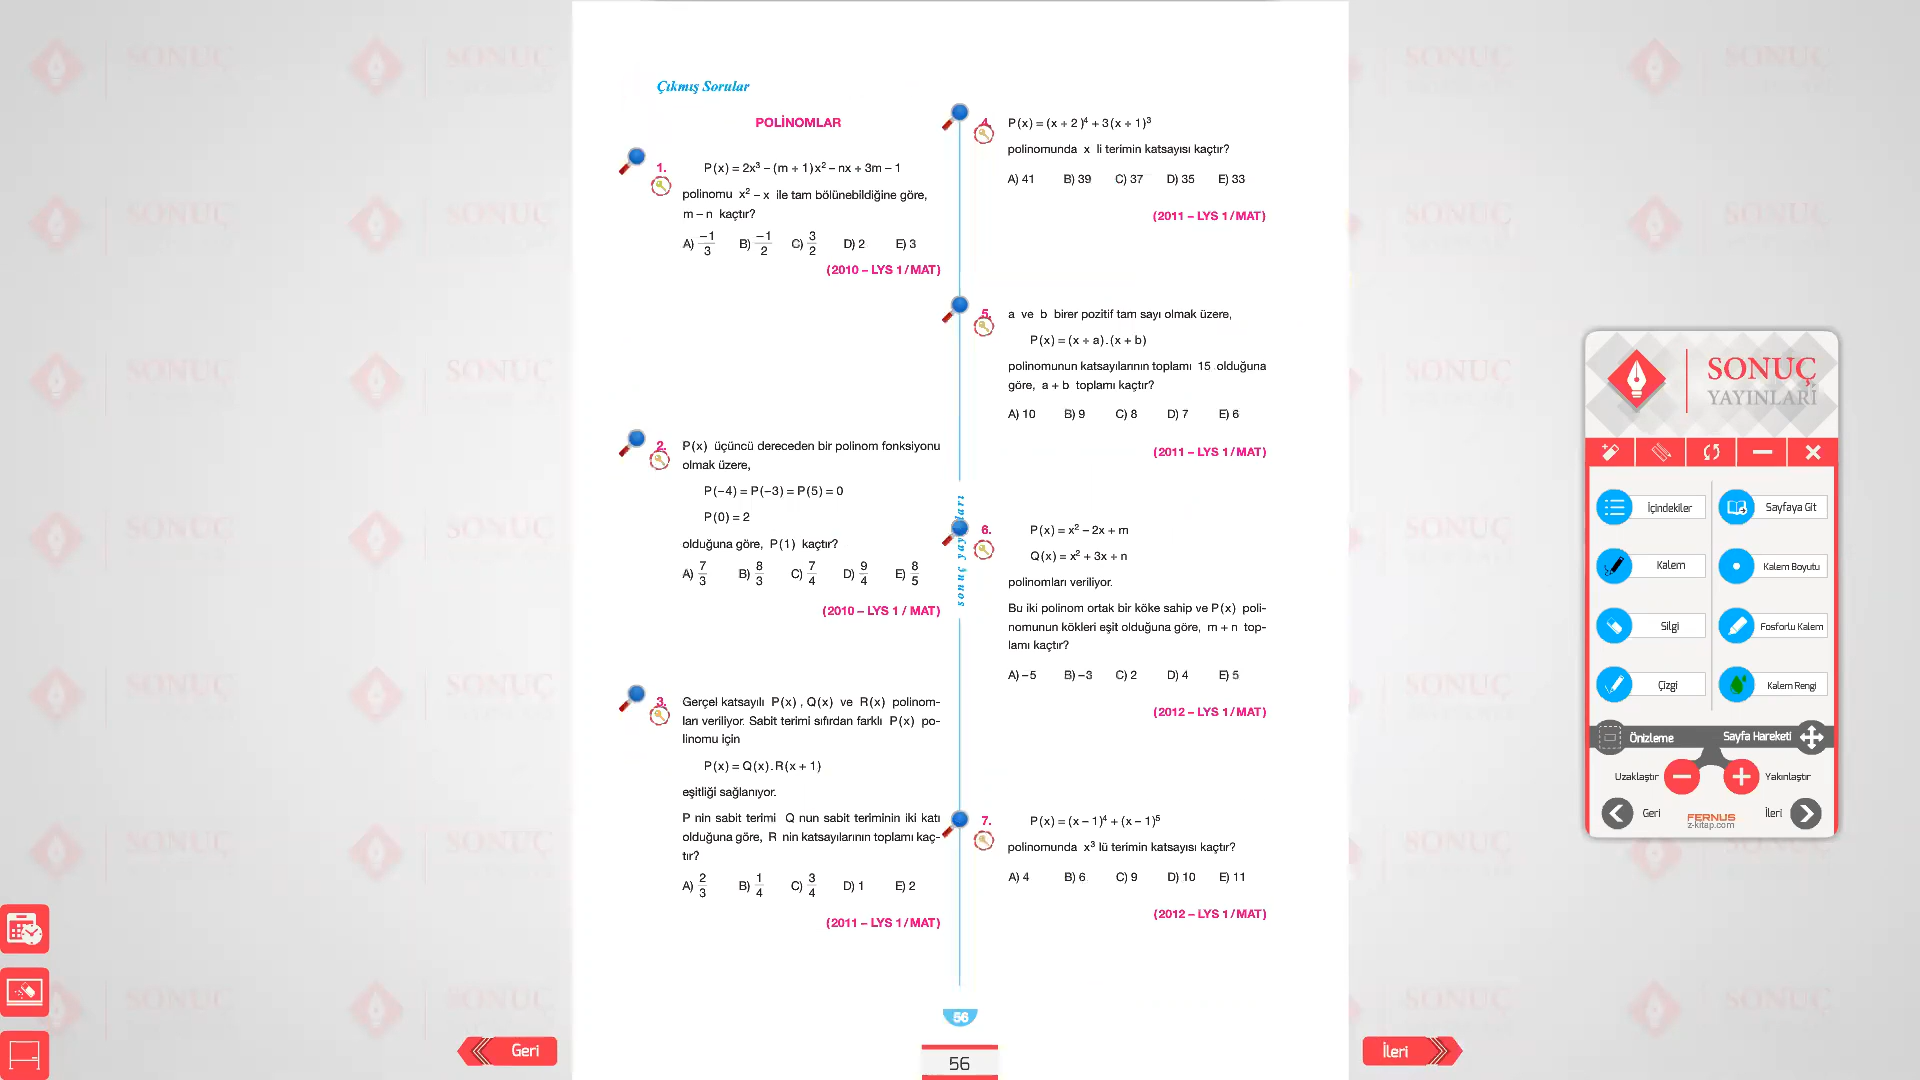 Çıkmış Sorular
POLİNOMLAR
1. P(x) = 2x³ – (m + 1)x² – nx + 3m – 1
polinomu x² – x ile tam bölünebildiğine göre,
m – n kaçtır?
A) −1/3 B) −1/2 C) 3/2 D) 2 E) 3
(2010 – LYS 1/MAT)
2. P(x) üçüncü dereceden bir polinom fonksiyonu
olmak üzere,
P(–4) = P(–3) = P(5) = 0
P(0) = 2
olduğuna göre, P(1) kaçtır?
A) 7/3 B) 8/3 C) 7/4 D) 9/4 E) 8/5
(2010 – LYS 1 / MAT)
3. Gerçel katsayılı P(x), Q(x) ve R(x) polinom-
ları veriliyor. Sabit terimi sıfırdan farklı P(x) po-
linomu için
P(x) = Q(x).R(x + 1)
eşitliği sağlanıyor.
P nin sabit terimi Q nun sabit teriminin iki katı
olduğuna göre, R nin katsayılarının toplamı kaç-
tır?
A) 2/3 B) 1/4 C) 3/4 D) 1 E) 2
(2011 – LYS 1/MAT)
4. P(x) = (x + 2)⁴ + 3(x + 1)³
polinomunda x li terimin katsayısı kaçtır?
A) 41 B) 39 C) 37 D) 35 E) 33
(2011 – LYS 1/MAT)
5. a ve b birer pozitif tam sayı olmak üzere,
P(x) = (x + a).(x + b)
polinomunun katsayılarının toplamı 15 olduğuna
göre, a + b toplamı kaçtır?
A) 10 B) 9 C) 8 D) 7 E) 6
(2011 – LYS 1/MAT)
6. P(x) = x² – 2x + m
Q(x) = x² + 3x + n
polinomları veriliyor.
Bu iki polinom ortak bir köke sahip ve P(x) poli-
nomunun kökleri eşit olduğuna göre, m + n top-
lamı kaçtır?
A) –5 B) –3 C) 2 D) 4 E) 5
(2012 – LYS 1/MAT)
7. P(x) = (x – 1)⁴ + (x – 1)⁵
polinomunda x³ lü terimin katsayısı kaçtır?
A) 4 B) 6 C) 9 D) 10 E) 11
(2012 – LYS 1/MAT)
56
56
Geri
İleri
SONUÇ
YAYINLARI
İçindekiler
Sayfaya Git
Kalem
Kalem Boyutu
Silgi
Fosforlu Kalem
Çizgi
Kalem Rengi
Önizleme
Sayfa Hareketi
Uzaklaştır
Yakınlaştır
Geri
FERNUS
z-kitap.com
İleri